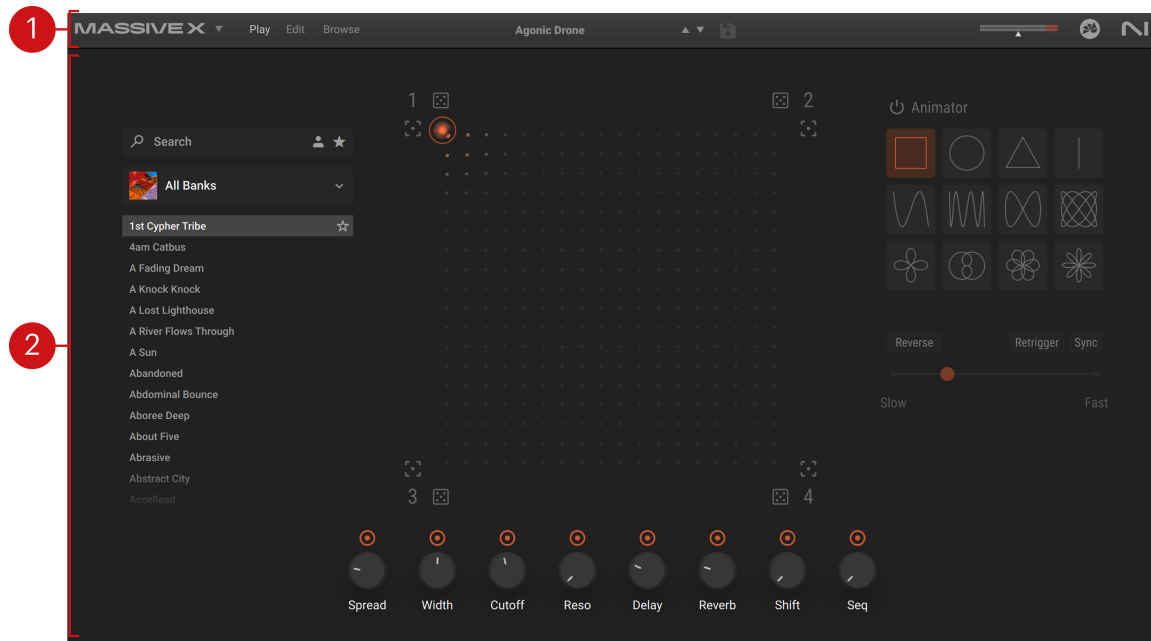 1
MASSIVE X Play Edit Browse Agonic Drone
2
1 2
Animator
Search
All Banks
1st Cypher Tribe
4am Catbus
A Fading Dream
A Knock Knock
A Lost Lighthouse
A River Flows Through
A Sun
Abandoned
Abdominal Bounce
Aboree Deep
About Five
Abrasive
Abstract City
Accellead
Reverse Retrigger Sync
Slow Fast
3 4
Spread Width Cutoff Reso Delay Reverb Shift Seq